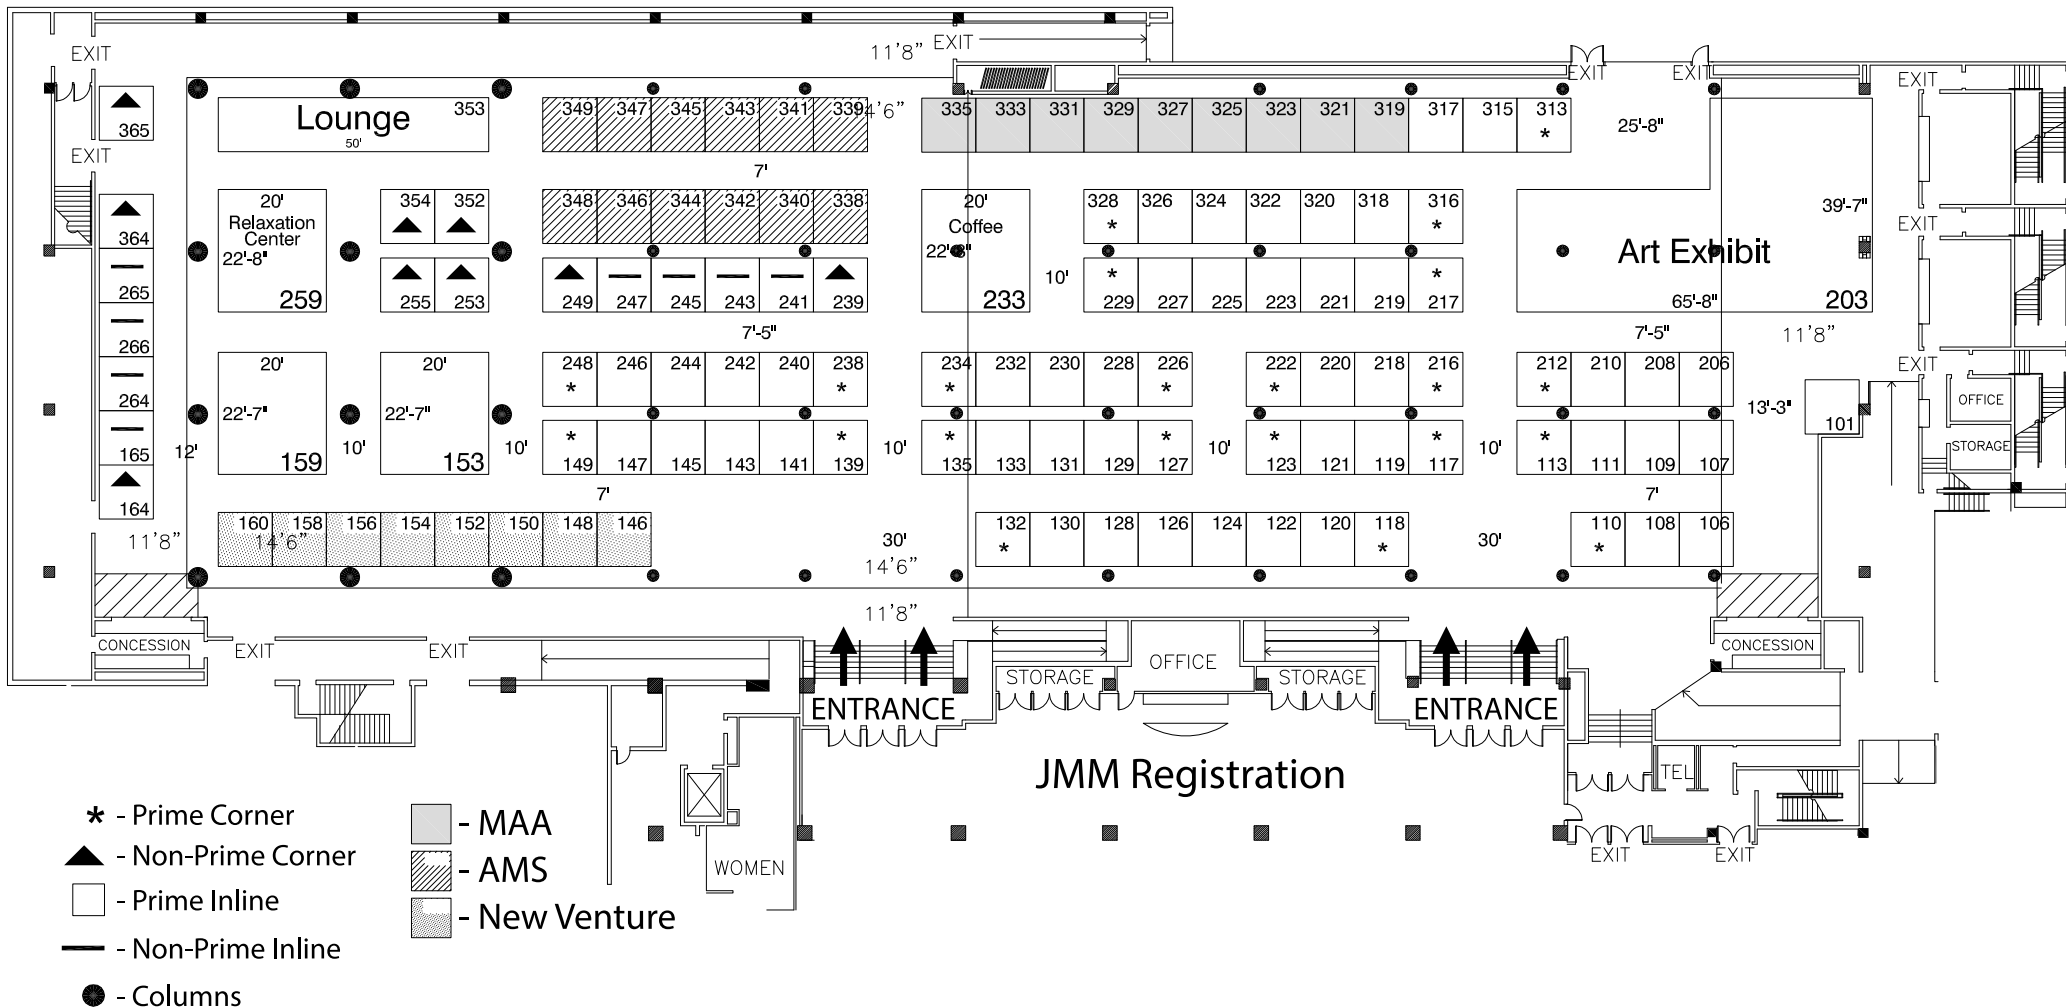 11'8" EXIT
EXIT
EXIT EXIT
EXIT
365
Lounge 353
50'
349 347 345 343 341 339 14'6"
335 333 331 329 327 325 323 321 319 317 315 313
*
25'-8"
EXIT
7'
364
20'
Relaxation
Center
22'-8"
259
354 352
348 346 344 342 340 338
20'
Coffee
22'-8"
233
328 326 324 322 320 318 316
* *
39'-7"
Art Exhibit
65'-8" 203
EXIT
265
255 253
249 247 245 243 241 239
10'
* *
229 227 225 223 221 219 217
7'-5" 7'-5" 11'8"
266
264
165
164
20'
22'-7"
159
20'
22'-7"
153
248 246 244 242 240 238
* *
234 232 230 228 226
* *
222 220 218 216
* *
212 210 208 206
*
13'-3"
101
EXIT
OFFICE
STORAGE
12' 10' 10' 10' 10' 10'
* *
149 147 145 143 141 139
* *
135 133 131 129 127
* *
123 121 119 117
*
113 111 109 107
7' 7'
160 158 156 154 152 150 148 146
132 130 128 126 124 122 120 118
* *
110 108 106
*
11'8" 14'6" 30' 30'
14'6"
11'8"
CONCESSION EXIT EXIT
OFFICE
STORAGE STORAGE
CONCESSION
ENTRANCE ENTRANCE
JMM Registration
TEL
WOMEN
EXIT EXIT
* - Prime Corner
- Non-Prime Corner
- Prime Inline
- Non-Prime Inline
- Columns
- MAA
- AMS
- New Venture